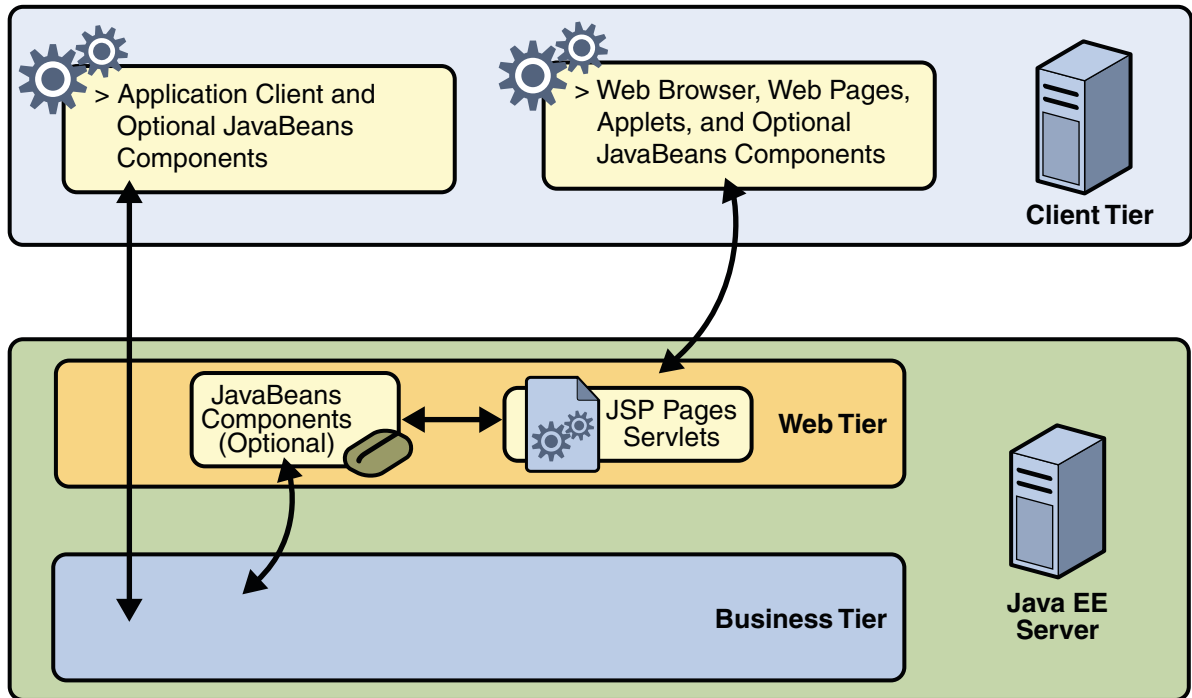 > Application Client and
Optional JavaBeans
Components
> Web Browser, Web Pages,
Applets, and Optional
JavaBeans Components
Client Tier
JavaBeans
Components
(Optional)
JSP Pages
Servlets
Web Tier
Business Tier
Java EE
Server